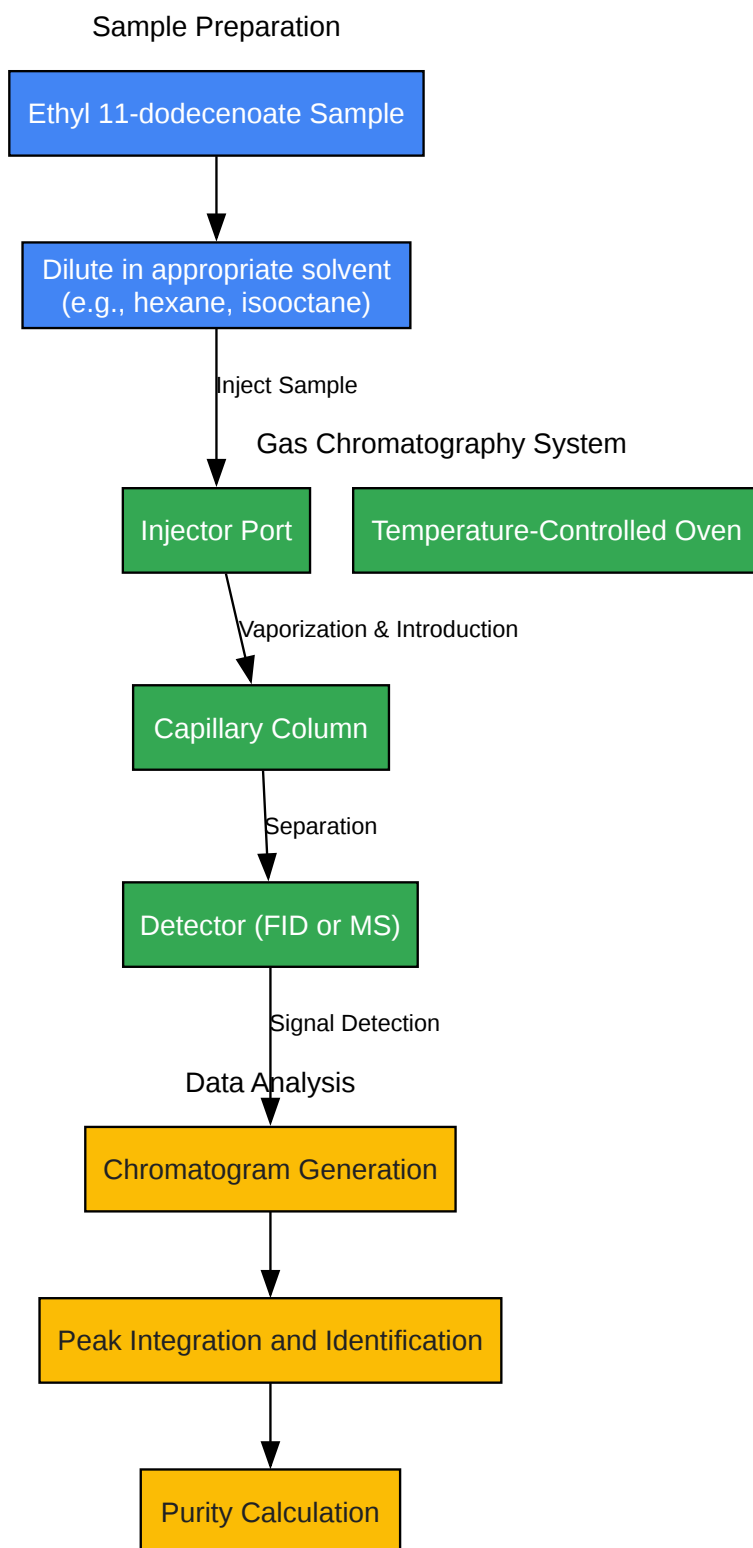 Sample Preparation
Ethyl 11-dodecenoate Sample
Dilute in appropriate solvent
(e.g., hexane, isooctane)
Inject Sample
Gas Chromatography System
Injector Port
Temperature-Controlled Oven
Vaporization & Introduction
Capillary Column
Separation
Detector (FID or MS)
Signal Detection
Data Analysis
Chromatogram Generation
Peak Integration and Identification
Purity Calculation